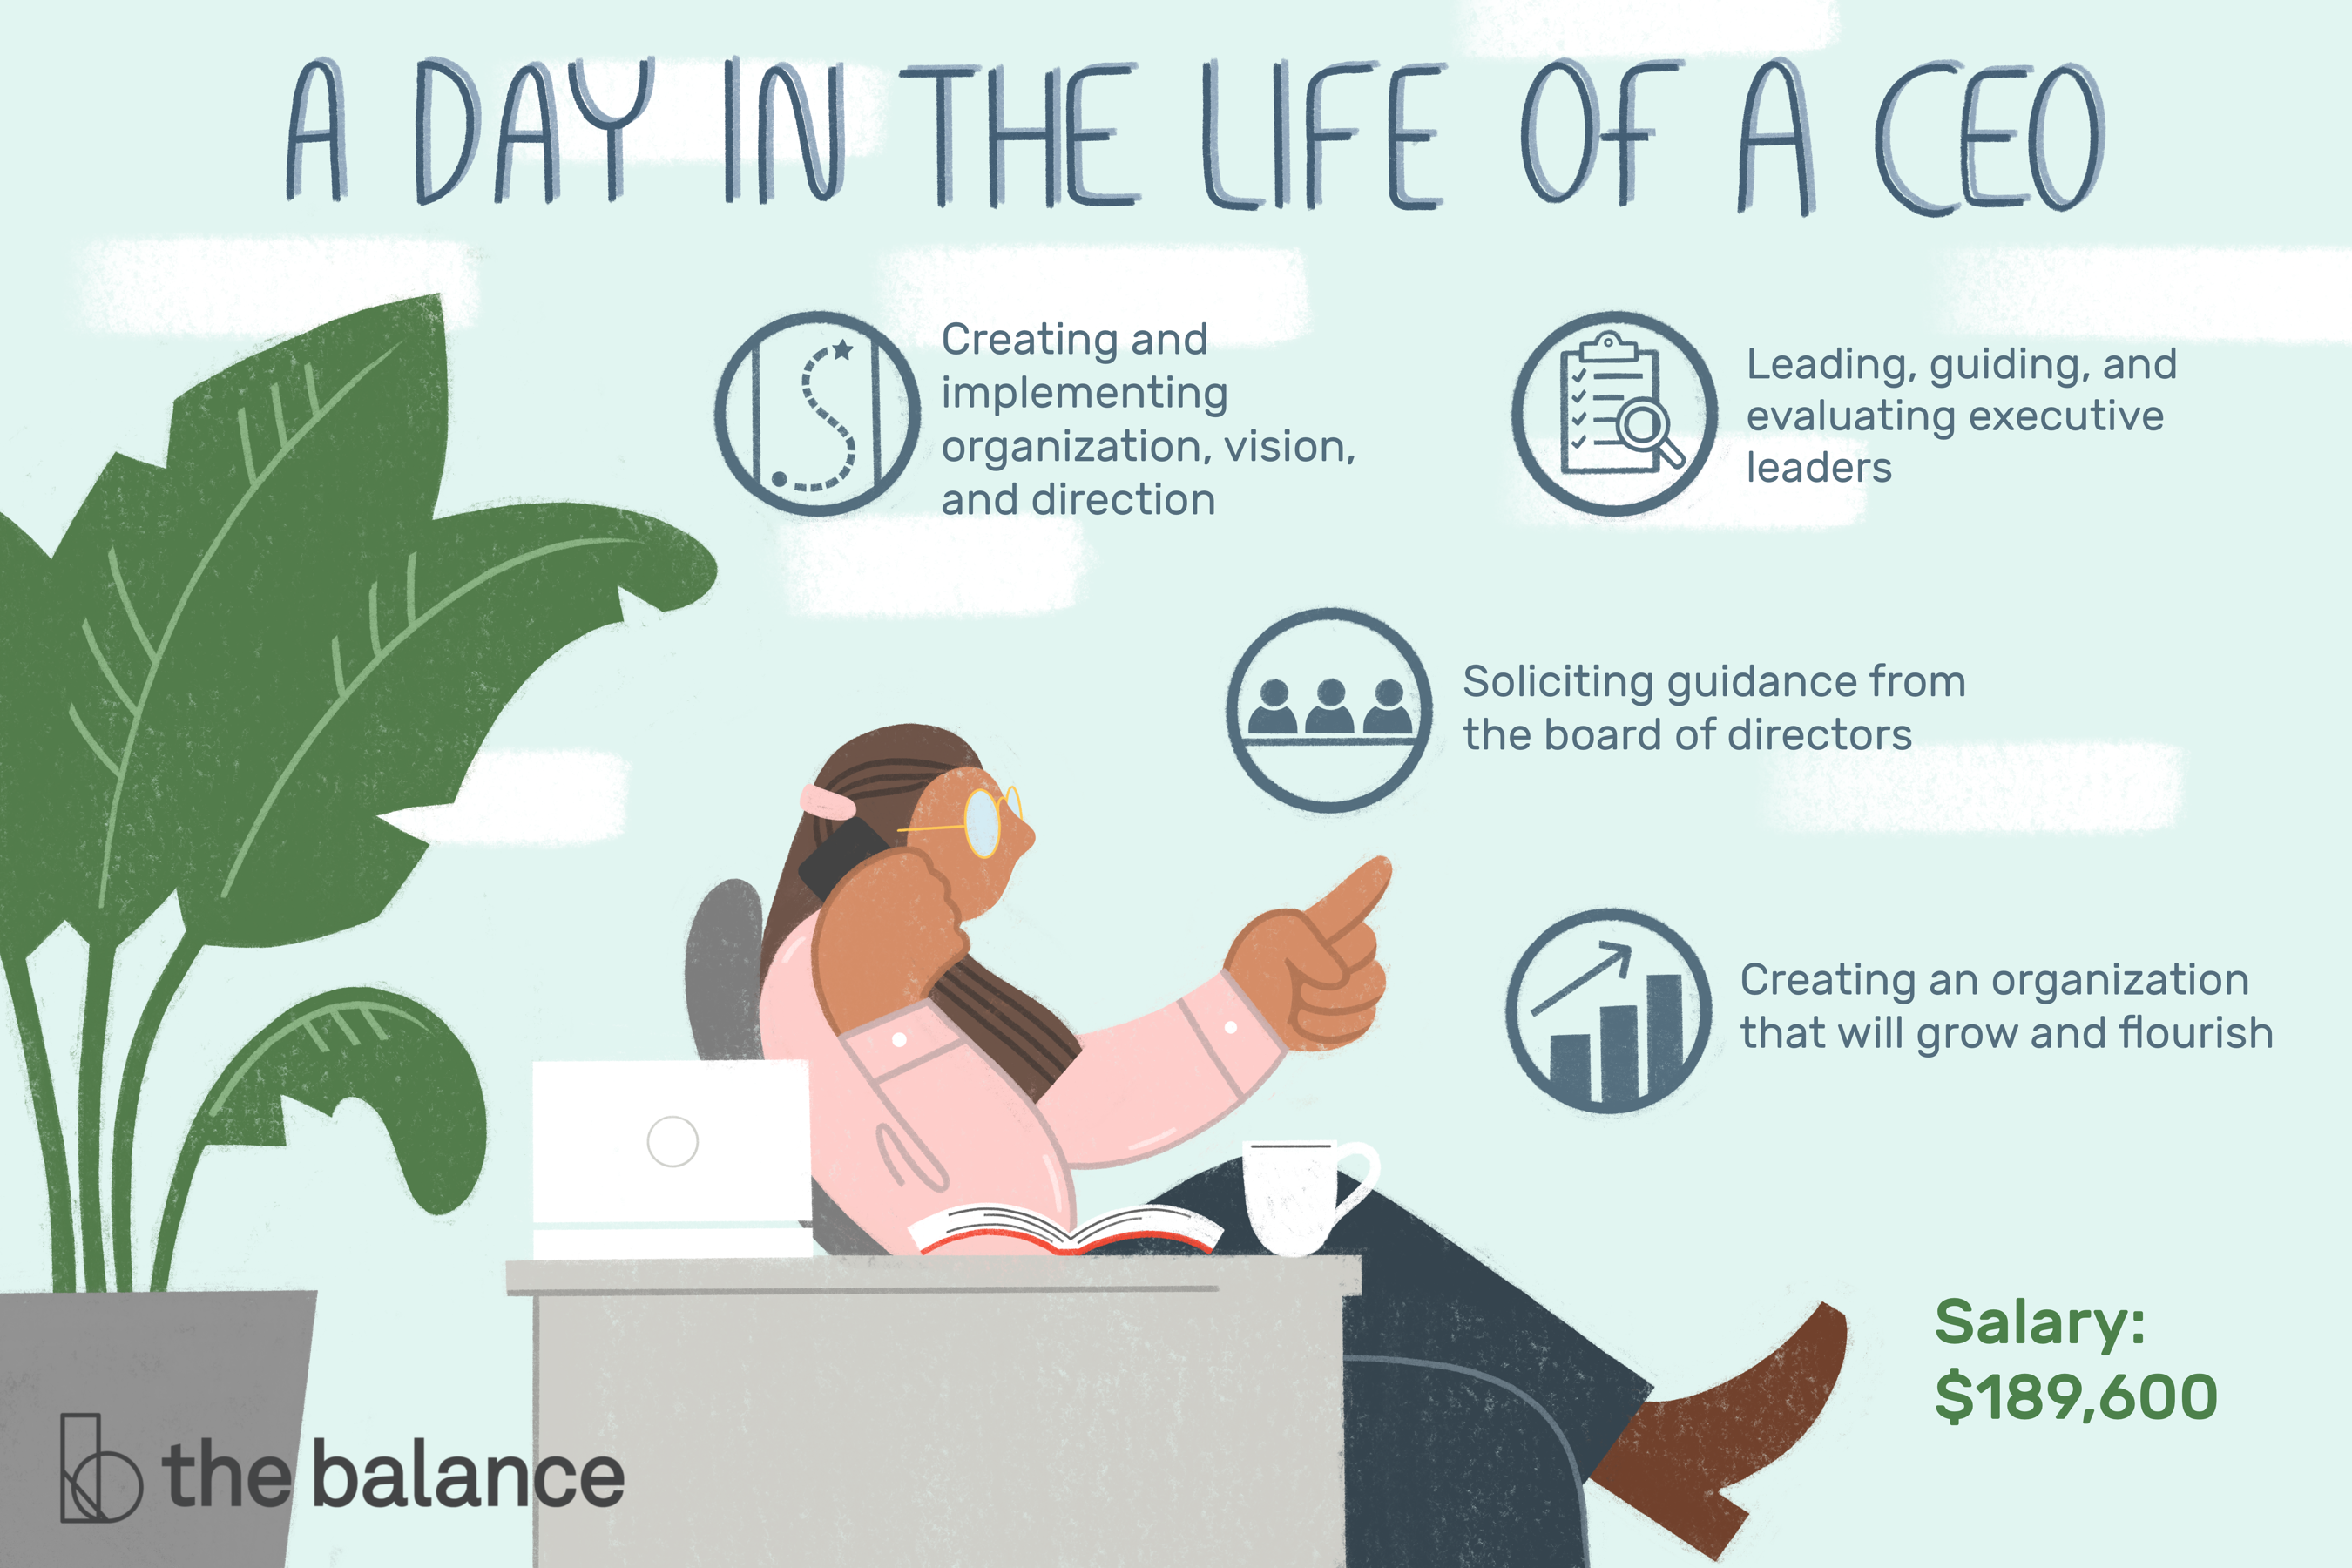 A DAY IN THE LIFE OF A CEO
Creating and
implementing
organization, vision,
and direction
Leading, guiding, and
evaluating executive
leaders
Soliciting guidance from
the board of directors
Creating an organization
that will grow and flourish
Salary:
$189,600
the balance